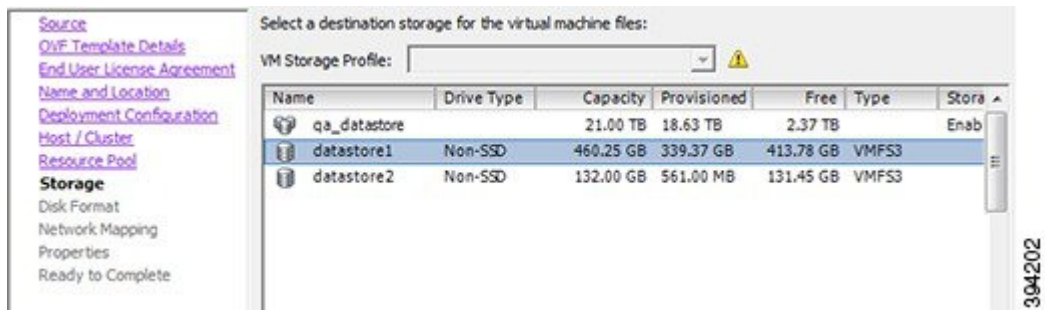 Source
OVF Template Details
End User License Agreement
Name and Location
Deployment Configuration
Host / Cluster
Resource Pool
Storage
Disk Format
Network Mapping
Properties
Ready to Complete
Select a destination storage for the virtual machine files:
VM Storage Profile:
Name Drive Type Capacity Provisioned Free Type Stora
qa_datastore 21.00 TB 18.63 TB 2.37 TB Enab
datastore1 Non-SSD 460.25 GB 339.37 GB 413.78 GB VMFS3
datastore2 Non-SSD 132.00 GB 561.00 MB 131.45 GB VMFS3
394202